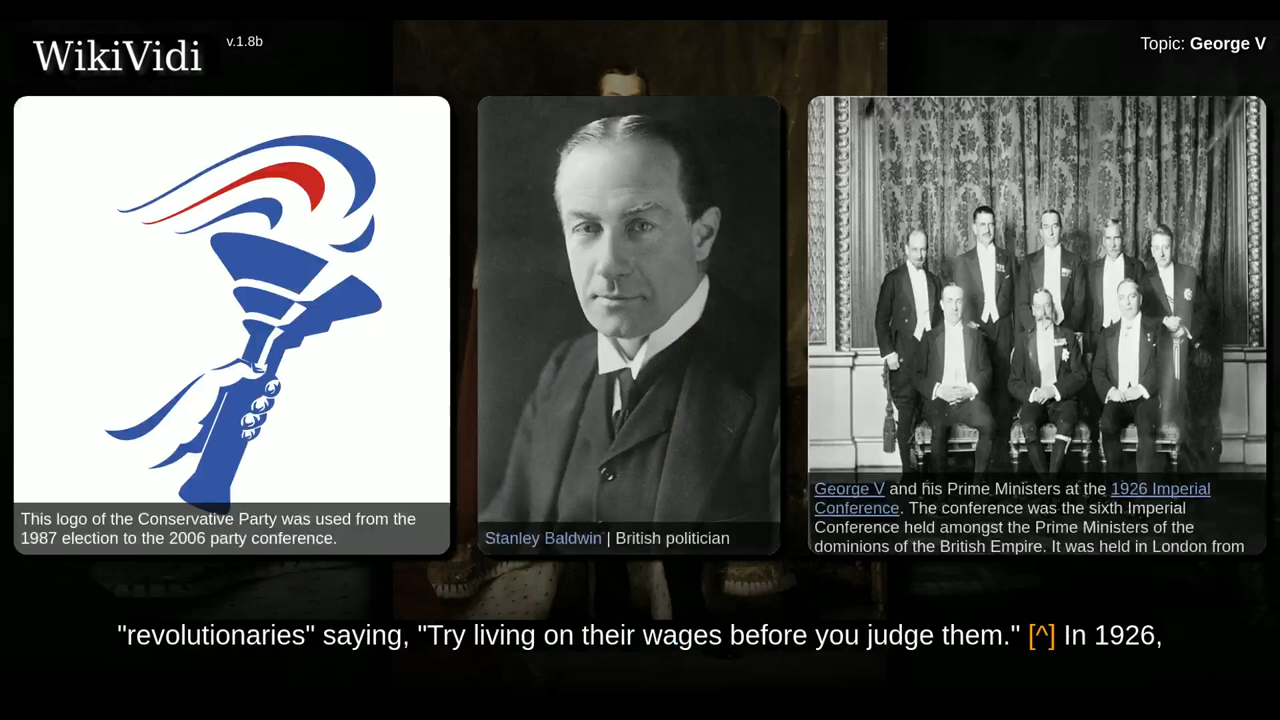 WikiVidi
v.1.8b
Topic: George V
This logo of the Conservative Party was used from the
1987 election to the 2006 party conference.
Stanley Baldwin | British politician
George V and his Prime Ministers at the 1926 Imperial
Conference. The conference was the sixth Imperial
Conference held amongst the Prime Ministers of the
dominions of the British Empire. It was held in London from
"revolutionaries" saying, "Try living on their wages before you judge them." [^] In 1926,